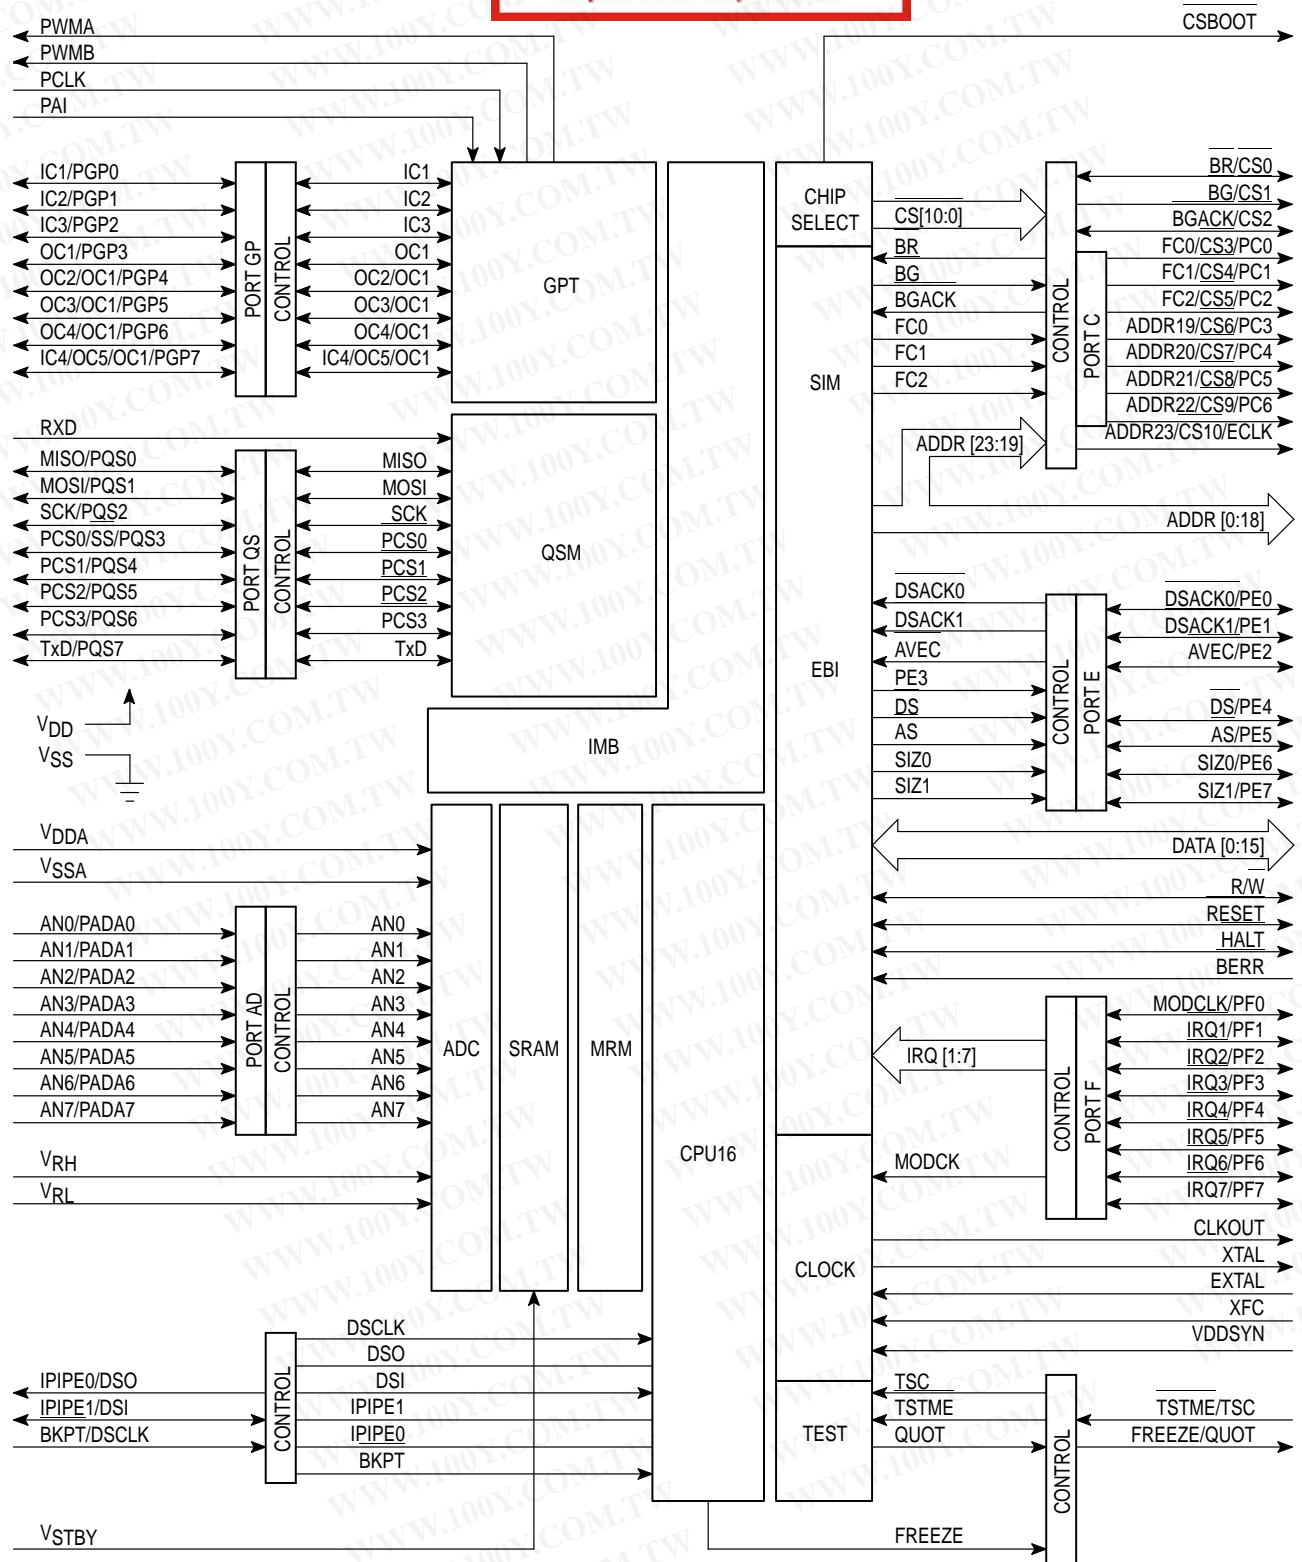 PWMA
PWMB
PCLK
PAI
CSBOOT
IC1/PGP0
IC2/PGP1
IC3/PGP2
OC1/PGP3
OC2/OC1/PGP4
OC3/OC1/PGP5
OC4/OC1/PGP6
IC4/OC5/OC1/PGP7
PORT GP
CONTROL
IC1
IC2
IC3
OC1
OC2/OC1
OC3/OC1
OC4/OC1
IC4/OC5/OC1
GPT
RXD
MISO/PQS0
MOSI/PQS1
SCK/PQS2
PCS0/SS/PQS3
PCS1/PQS4
PCS2/PQS5
PCS3/PQS6
TxD/PQS7
PORT QS
CONTROL
MISO
MOSI
SCK
PCS0
PCS1
PCS2
PCS3
TxD
QSM
VDD
VSS
IMB
VDDA
VSSA
AN0/PADA0
AN1/PADA1
AN2/PADA2
AN3/PADA3
AN4/PADA4
AN5/PADA5
AN6/PADA6
AN7/PADA7
PORT AD
CONTROL
AN0
AN1
AN2
AN3
AN4
AN5
AN6
AN7
VRH
VRL
ADC
SRAM
MRM
CPU16
DSCLK
DSO
DSI
IPIPE1
IPIPE0
BKPT
IPIPE0/DSO
IPIPE1/DSI
BKPT/DSCLK
CONTROL
VSTBY
CHIP
SELECT
SIM
EBI
CLOCK
TEST
CS[10:0]
BR
BG
BGACK
FC0
FC1
FC2
ADDR [23:19]
CONTROL
PORT C
BR/CS0
BG/CS1
BGACK/CS2
FC0/CS3/PC0
FC1/CS4/PC1
FC2/CS5/PC2
ADDR19/CS6/PC3
ADDR20/CS7/PC4
ADDR21/CS8/PC5
ADDR22/CS9/PC6
ADDR23/CS10/ECLK
ADDR [0:18]
DSACK0
DSACK1
AVEC
PE3
DS
AS
SIZ0
SIZ1
CONTROL
PORT E
DSACK0/PE0
DSACK1/PE1
AVEC/PE2
DS/PE4
AS/PE5
SIZ0/PE6
SIZ1/PE7
DATA [0:15]
R/W
RESET
HALT
BERR
IRQ [1:7]
MODCK
CONTROL
PORT F
MODCLK/PF0
IRQ1/PF1
IRQ2/PF2
IRQ3/PF3
IRQ4/PF4
IRQ5/PF5
IRQ6/PF6
IRQ7/PF7
CLKOUT
XTAL
EXTAL
XFC
VDDSYN
TSC
TSTME
QUOT
CONTROL
TSTME/TSC
FREEZE/QUOT
FREEZE
WWW.100Y.COM.TW